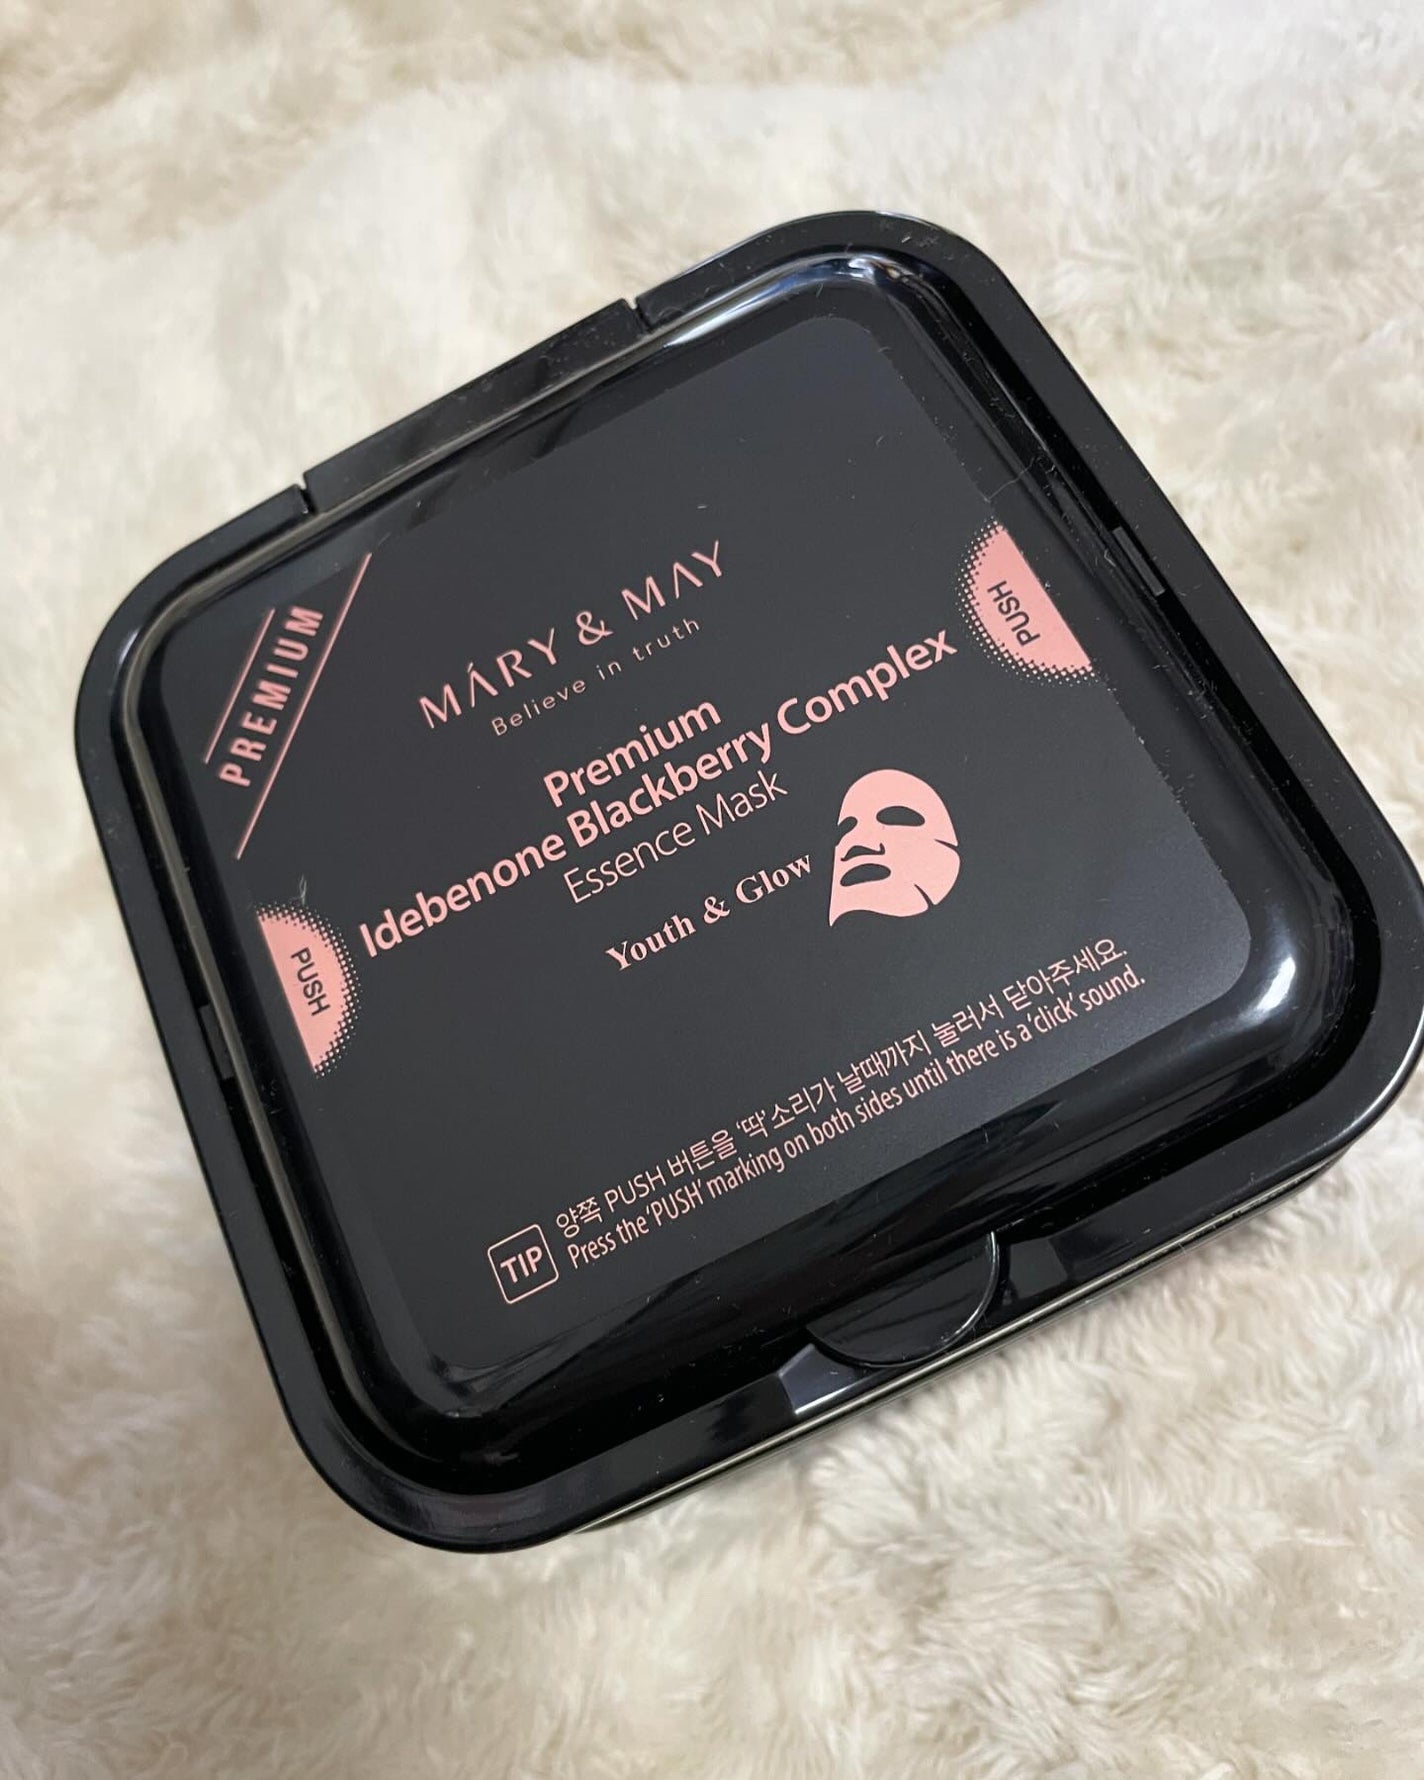 PREMIUM
MÁRY & MAY
Believe in truth
Premium
Idebenone Blackberry Complex
Essence Mask
Youth & Glow
PUSH
PUSH
TIP
양쪽 PUSH 버튼을 '딱'소리가 날때까지 눌러서 닫아주세요.
Press the 'PUSH' marking on both sides until there is a 'click' sound.